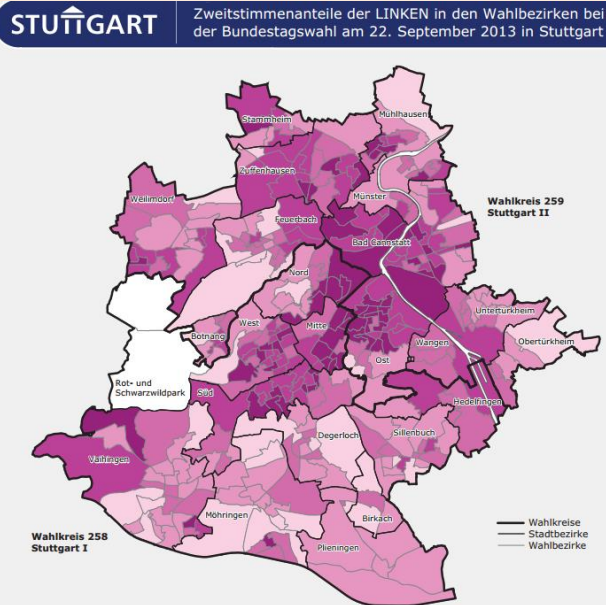 STUTTGART
Zweitstimmenanteile der LINKEN in den Wahlbezirken bei
der Bundestagswahl am 22. September 2013 in Stuttgart
Mühlhausen
Stammheim
Zuffenhausen
Münster
Weilimdorf
Wahlkreis 259
Stuttgart II
Feuerbach
Bad Cannstatt
Nord
Untertürkheim
West
Mitte
Botnang
Wangen
Obertürkheim
Ost
Rot- und
Schwarzwildpark
Süd
Hedelfingen
Degerloch
Sillenbuch
Vaihingen
Möhringen
Birkach
Wahlkreis 258
Stuttgart I
Plieningen
Wahlkreise
Stadtbezirke
Wahlbezirke